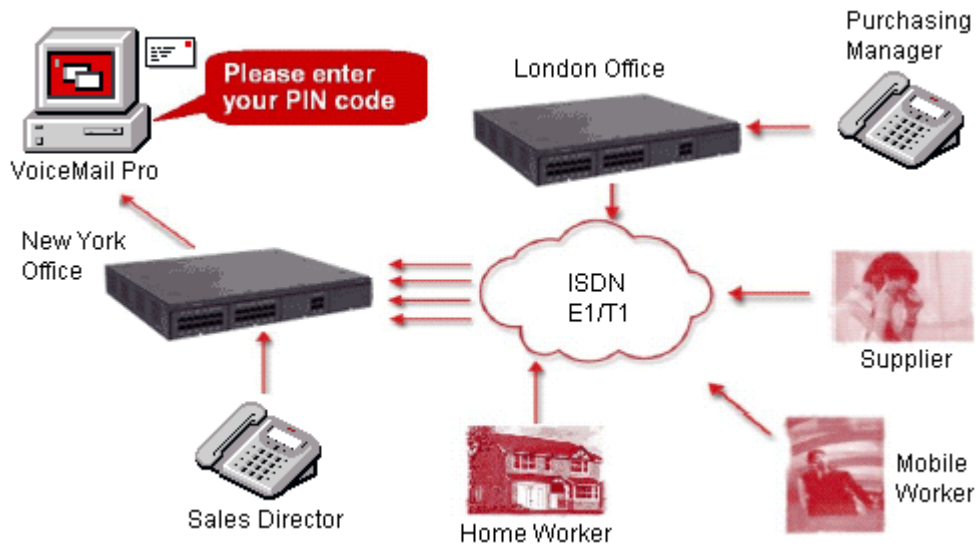 Purchasing
Manager
London Office
Please enter
your PIN code
VoiceMail Pro
New York
Office
ISDN
E1/T1
Supplier
Mobile
Worker
Sales Director
Home Worker